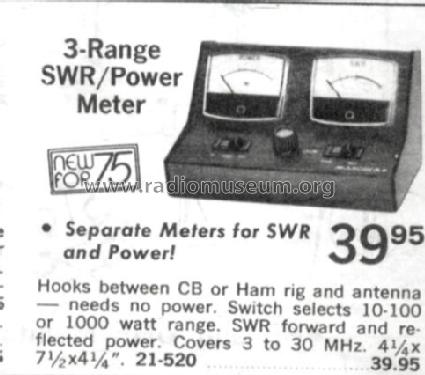 3-Range
SWR/Power
Meter
POWER
SWR
NEW
FOR 75
www.radiomuseum.org
• Separate Meters for SWR
and Power!
39 95
Hooks between CB or Ham rig and antenna
— needs no power. Switch selects 10-100
or 1000 watt range. SWR forward and re-
flected power. Covers 3 to 30 MHz. 4¼x
7½x4¼". 21-520 .................... 39.95